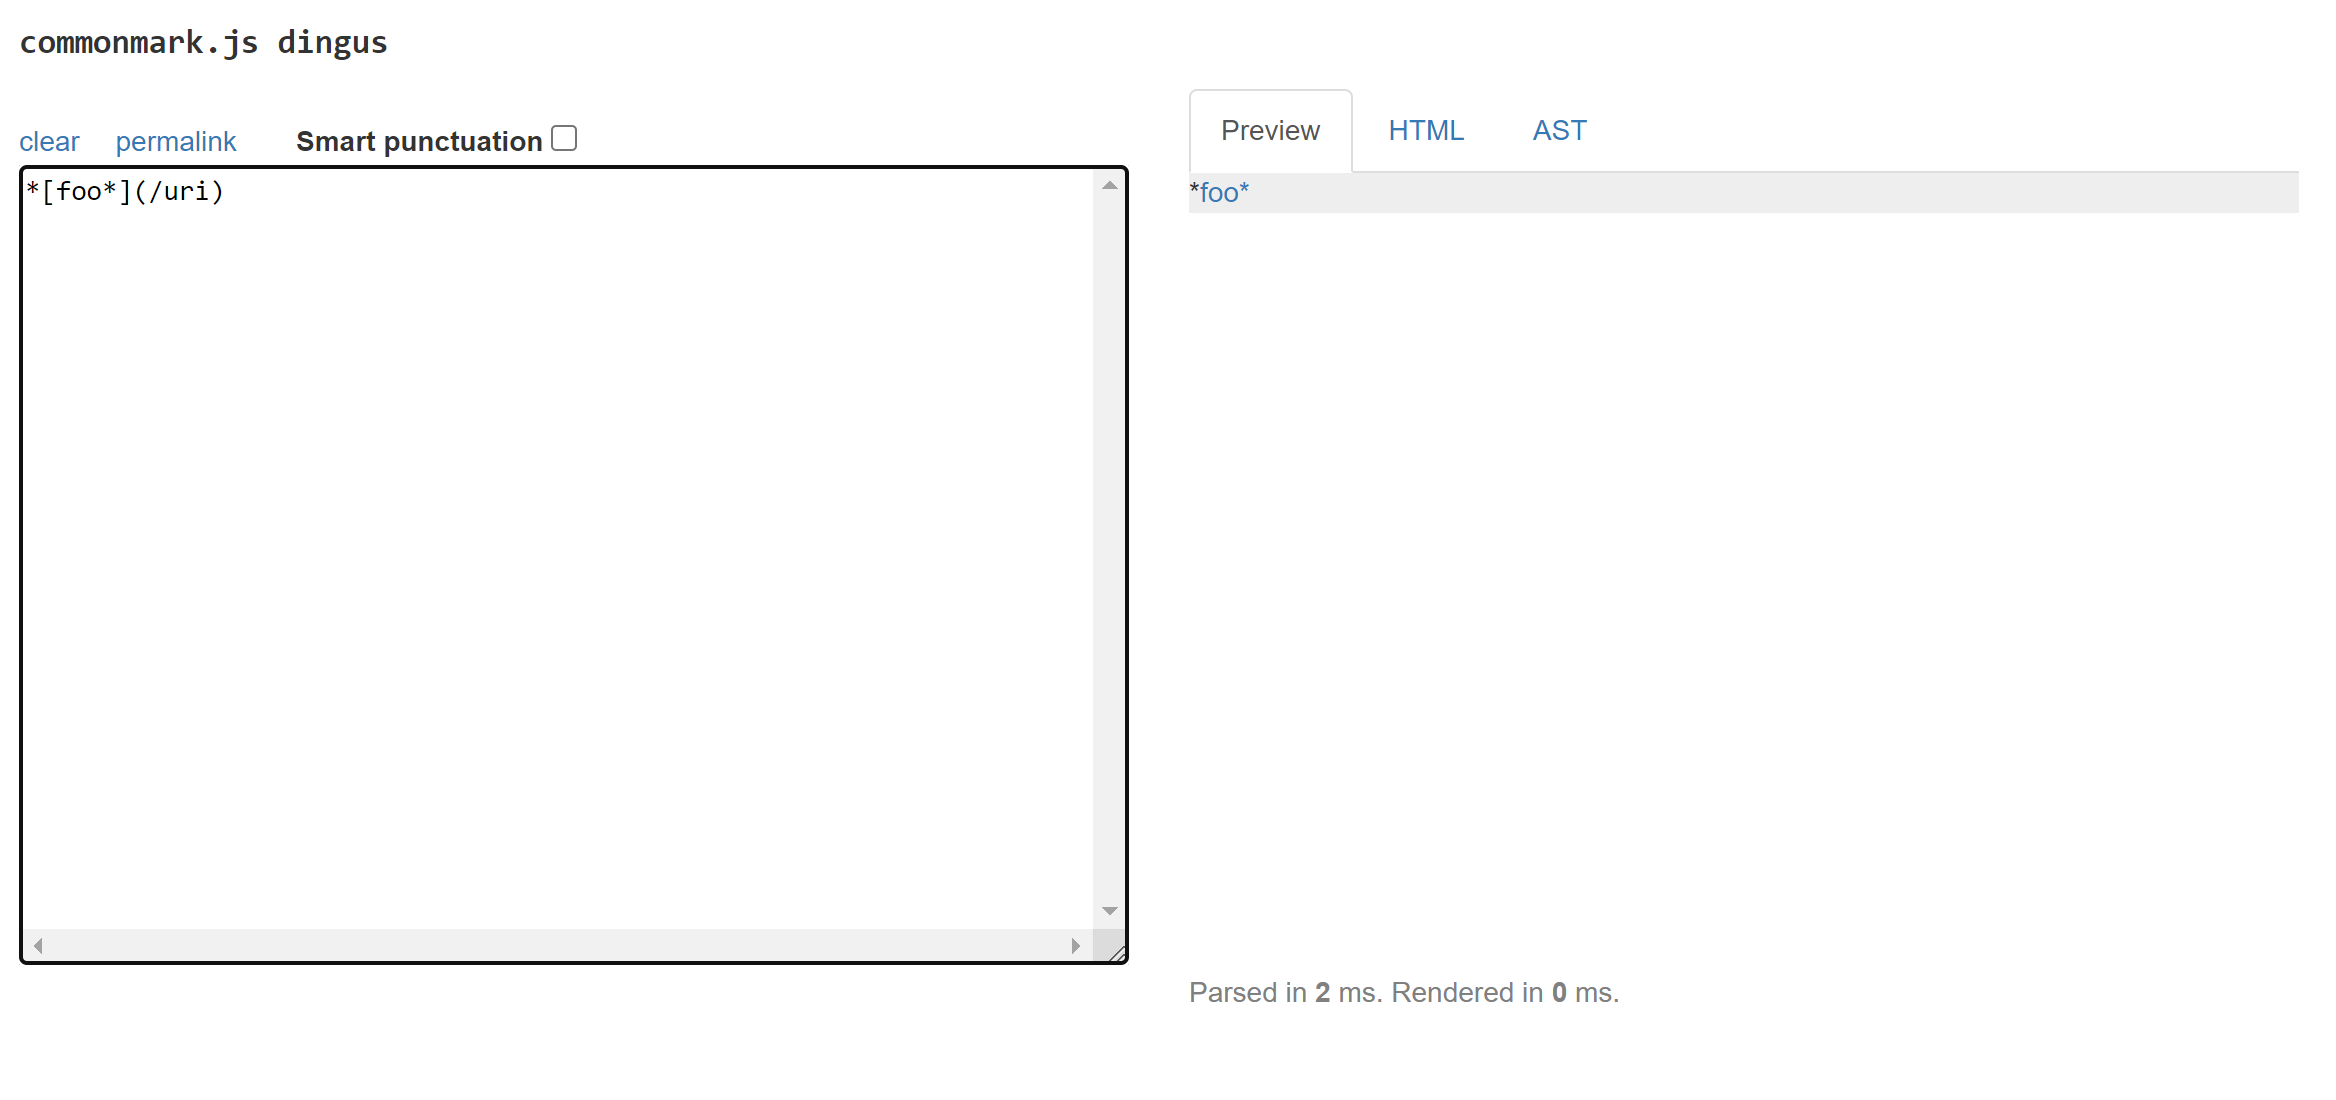 commonmark.js dingus
clear permalink Smart punctuation
*[foo*](/uri)
Preview HTML AST
*foo*
Parsed in 2 ms. Rendered in 0 ms.